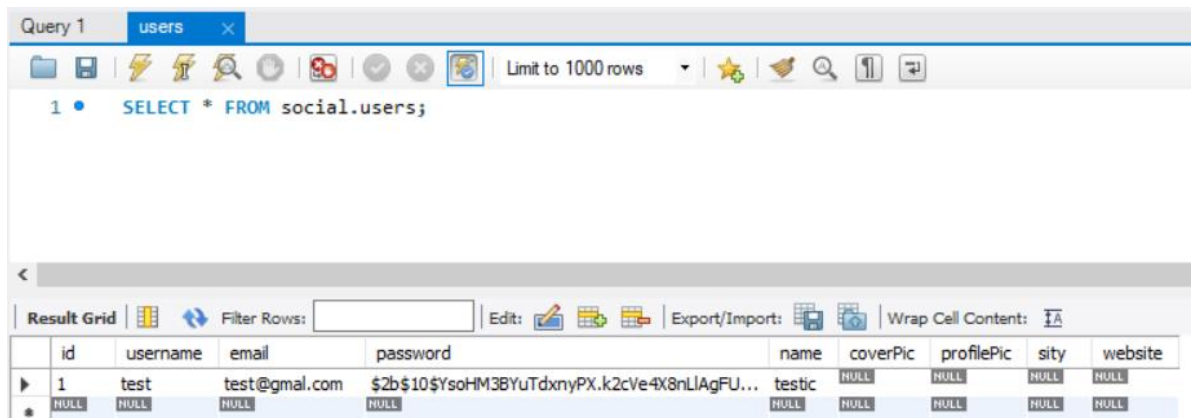 Query 1 users
Limit to 1000 rows
1 SELECT * FROM social.users;
Result Grid Filter Rows: Edit: Export/Import: Wrap Cell Content:
id username email password name coverPic profilePic sity website
1 test test@gmal.com $2b$10$YsoHM3BYuTdxnyPX.k2cVe4X8nLlAgFU... testic NULL NULL NULL NULL
NULL NULL NULL NULL NULL NULL NULL NULL NULL